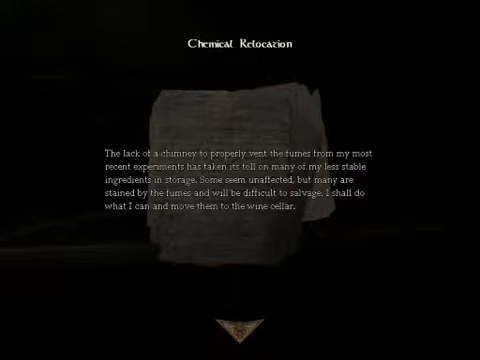 Chemical Relocation
The lack of a chimney to properly vent the fumes from my most
recent experiments has taken its toll on many of my less stable
ingredients in storage. Some seem unaffected, but many are
stained by the fumes and will be difficult to salvage. I shall do
what I can and move them to the wine cellar.